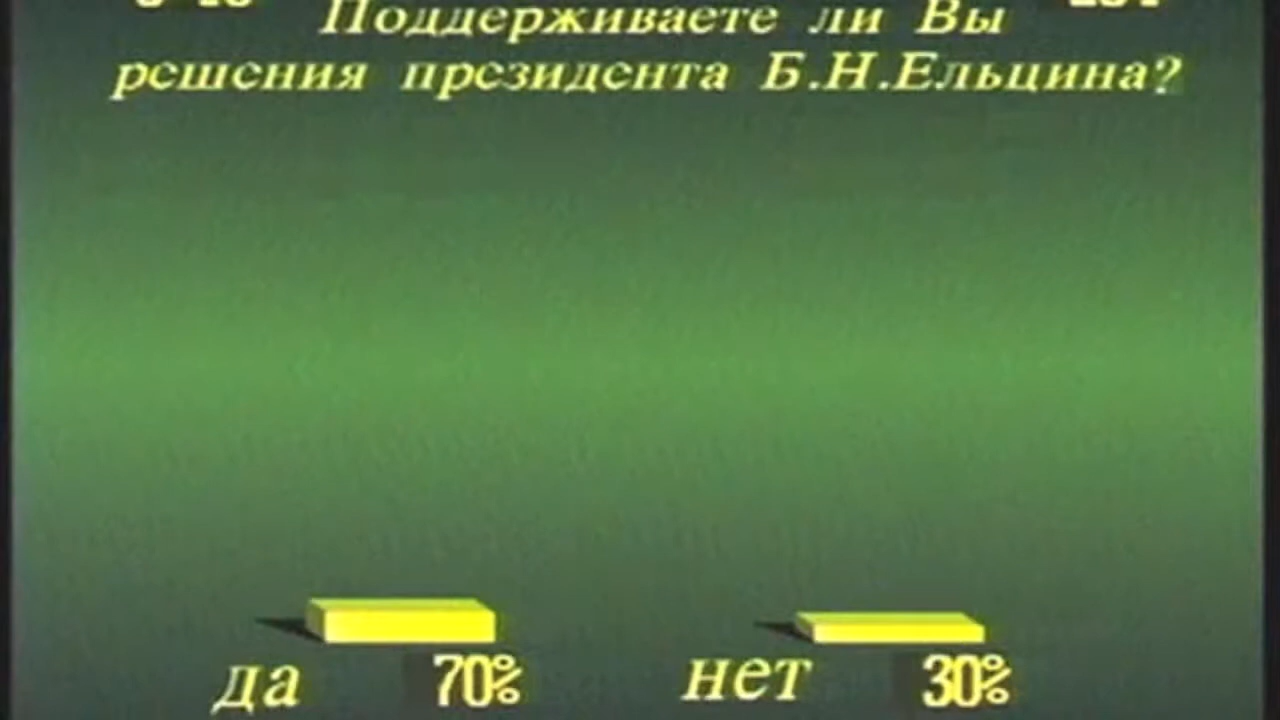 Поддерживаете ли Вы
решения президента Б.Н.Ельцина?
да 70% нет 30%